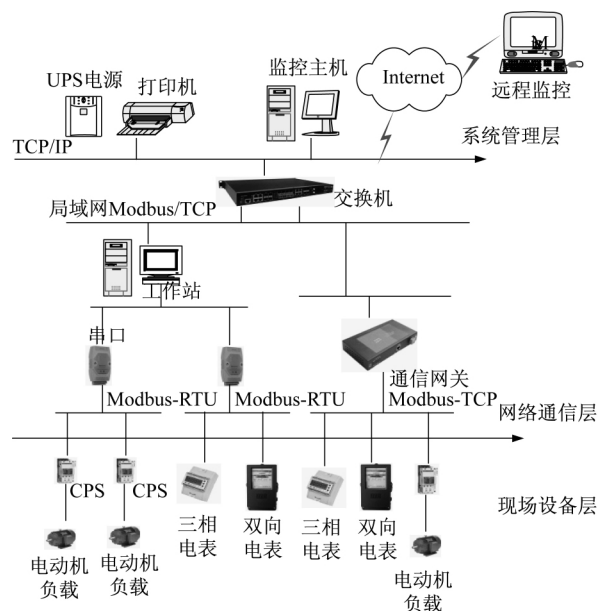 UPS电源
打印机
监控主机
Internet
远程监控
系统管理层
TCP/IP
交换机
局域网Modbus/TCP
工作站
串口
通信网关
Modbus-RTU
Modbus-RTU
Modbus-TCP
网络通信层
CPS
CPS
现场设备层
三相
电表
双向
电表
三相
电表
双向
电表
电动机
负载
电动机
负载
电动机
负载